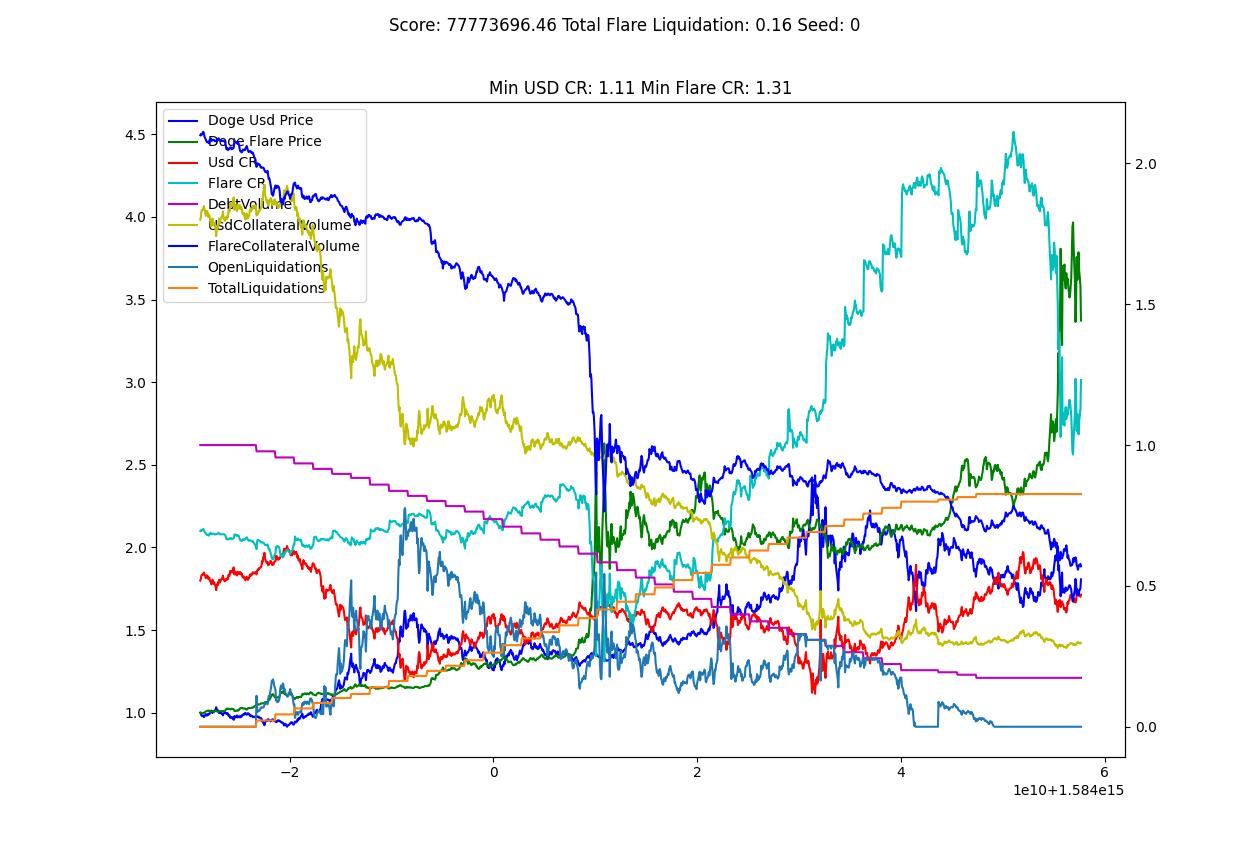 Score: 77773696.46 Total Flare Liquidation: 0.16 Seed: 0
Min USD CR: 1.11 Min Flare CR: 1.31
Doge Usd Price
Doge Flare Price
Usd CR
Flare CR
DebtVolume
UsdCollateralVolume
FlareCollateralVolume
OpenLiquidations
TotalLiquidations
4.5
4.0
3.5
3.0
2.5
2.0
1.5
1.0
2.0
1.5
1.0
0.5
0.0
−2
0
2
4
6
1e10+1.584e15